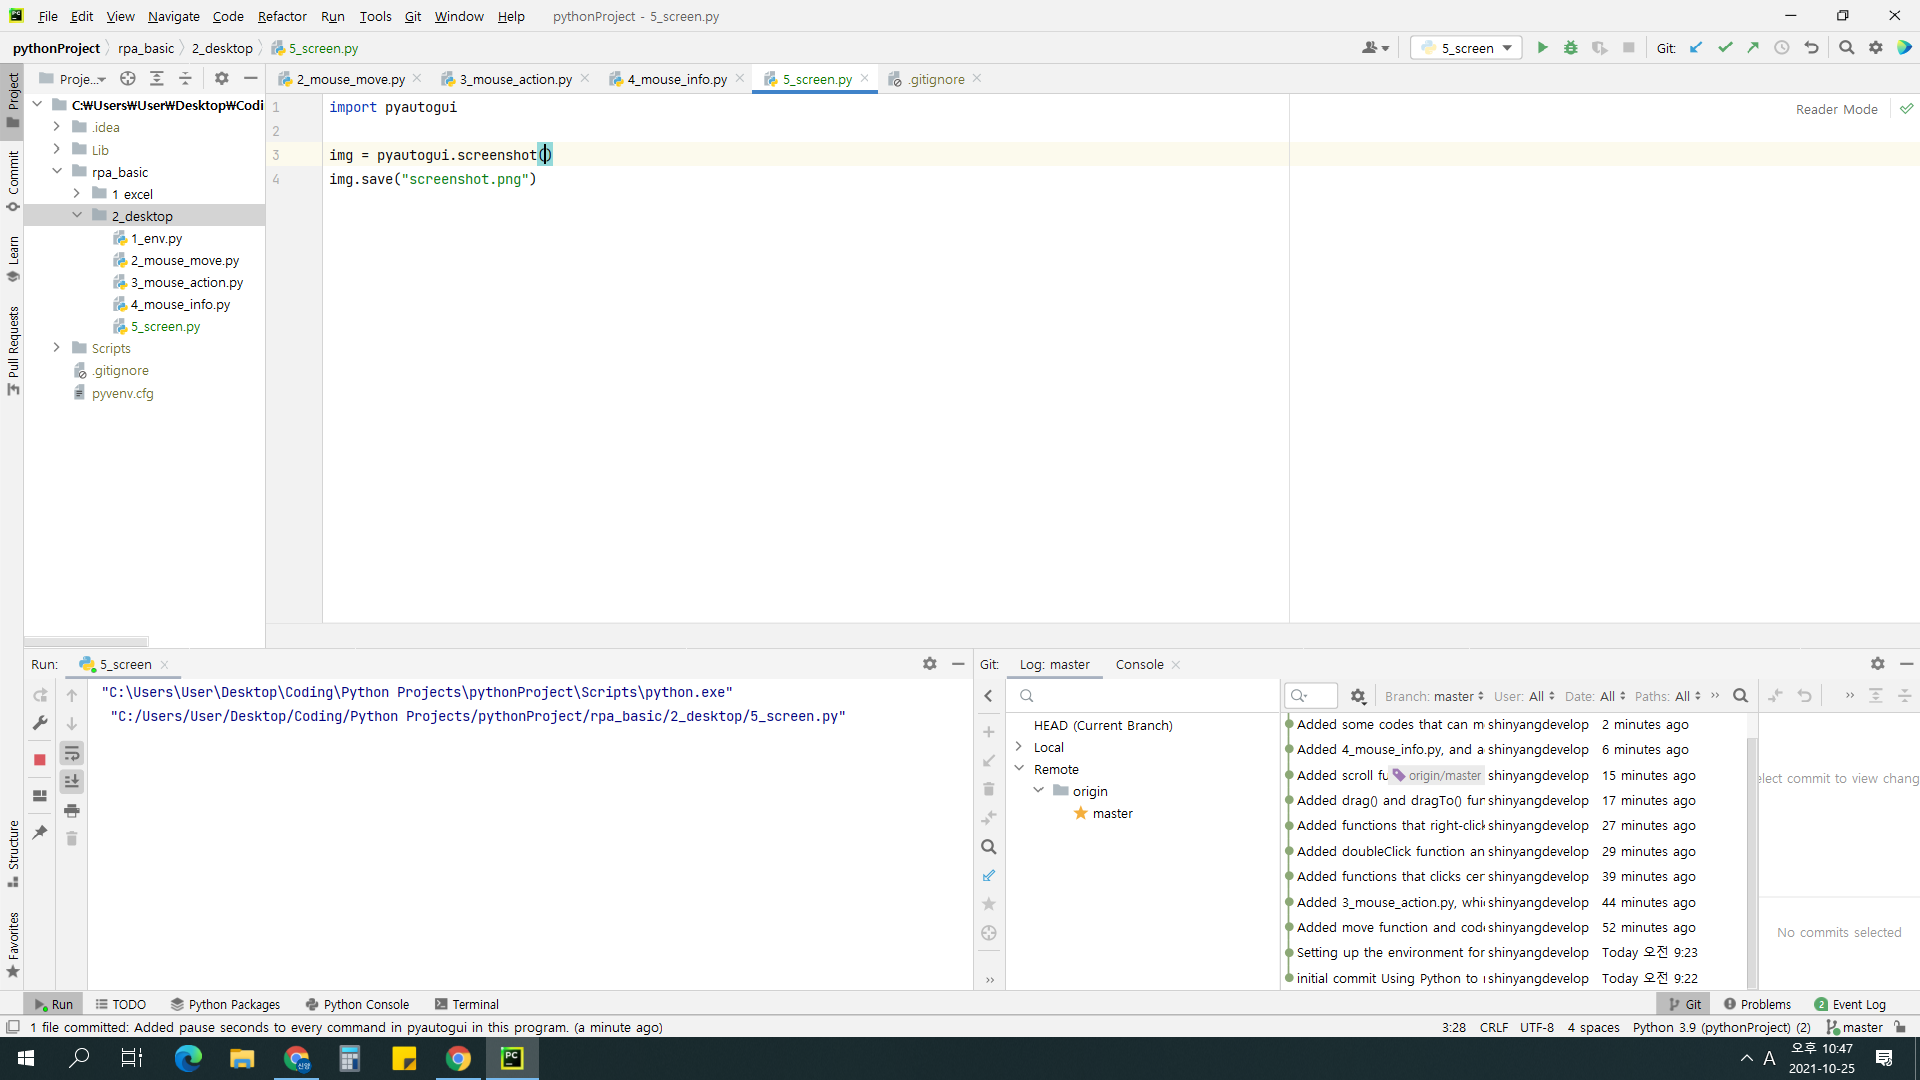 File Edit View Navigate Code Refactor Run Tools Git Window Help pythonProject - 5_screen.py
pythonProject rpa_basic 2_desktop 5_screen.py
5_screen Git:
Project
Commit
Learn
Pull Requests
Structure
Favorites
Proje...
2_mouse_move.py 3_mouse_action.py 4_mouse_info.py 5_screen.py .gitignore
C:₩Users₩User₩Desktop₩Codi
.idea
Lib
rpa_basic
1 excel
2_desktop
1_env.py
2_mouse_move.py
3_mouse_action.py
4_mouse_info.py
5_screen.py
Scripts
.gitignore
pyvenv.cfg
1 import pyautogui
2
3 img = pyautogui.screenshot()
4 img.save("screenshot.png")
Reader Mode
Run: 5_screen
"C:\Users\User\Desktop\Coding\Python Projects\pythonProject\Scripts\python.exe"
"C:/Users/User/Desktop/Coding/Python Projects/pythonProject/rpa_basic/2_desktop/5_screen.py"
Git: Log: master Console
HEAD (Current Branch)
Local
Remote
origin
master
Branch: master User: All Date: All Paths: All
Added some codes that can m shinyangdevelop 2 minutes ago
Added 4_mouse_info.py, and a shinyangdevelop 6 minutes ago
Added scroll fu origin/master shinyangdevelop 15 minutes ago
Added drag() and dragTo() fur shinyangdevelop 17 minutes ago
Added functions that right-click shinyangdevelop 27 minutes ago
Added doubleClick function an shinyangdevelop 29 minutes ago
Added functions that clicks cer shinyangdevelop 39 minutes ago
Added 3_mouse_action.py, whi shinyangdevelop 44 minutes ago
Added move function and code shinyangdevelop 52 minutes ago
Setting up the environment for shinyangdevelop Today 오전 9:23
initial commit Using Python to shinyangdevelop Today 오전 9:22
elect commit to view chang
No commits selected
Run TODO Python Packages Python Console Terminal Git Problems 2 Event Log
1 file committed: Added pause seconds to every command in pyautogui in this program. (a minute ago) 3:28 CRLF UTF-8 4 spaces Python 3.9 (pythonProject) (2) master
PC A 오후 10:47
2021-10-25